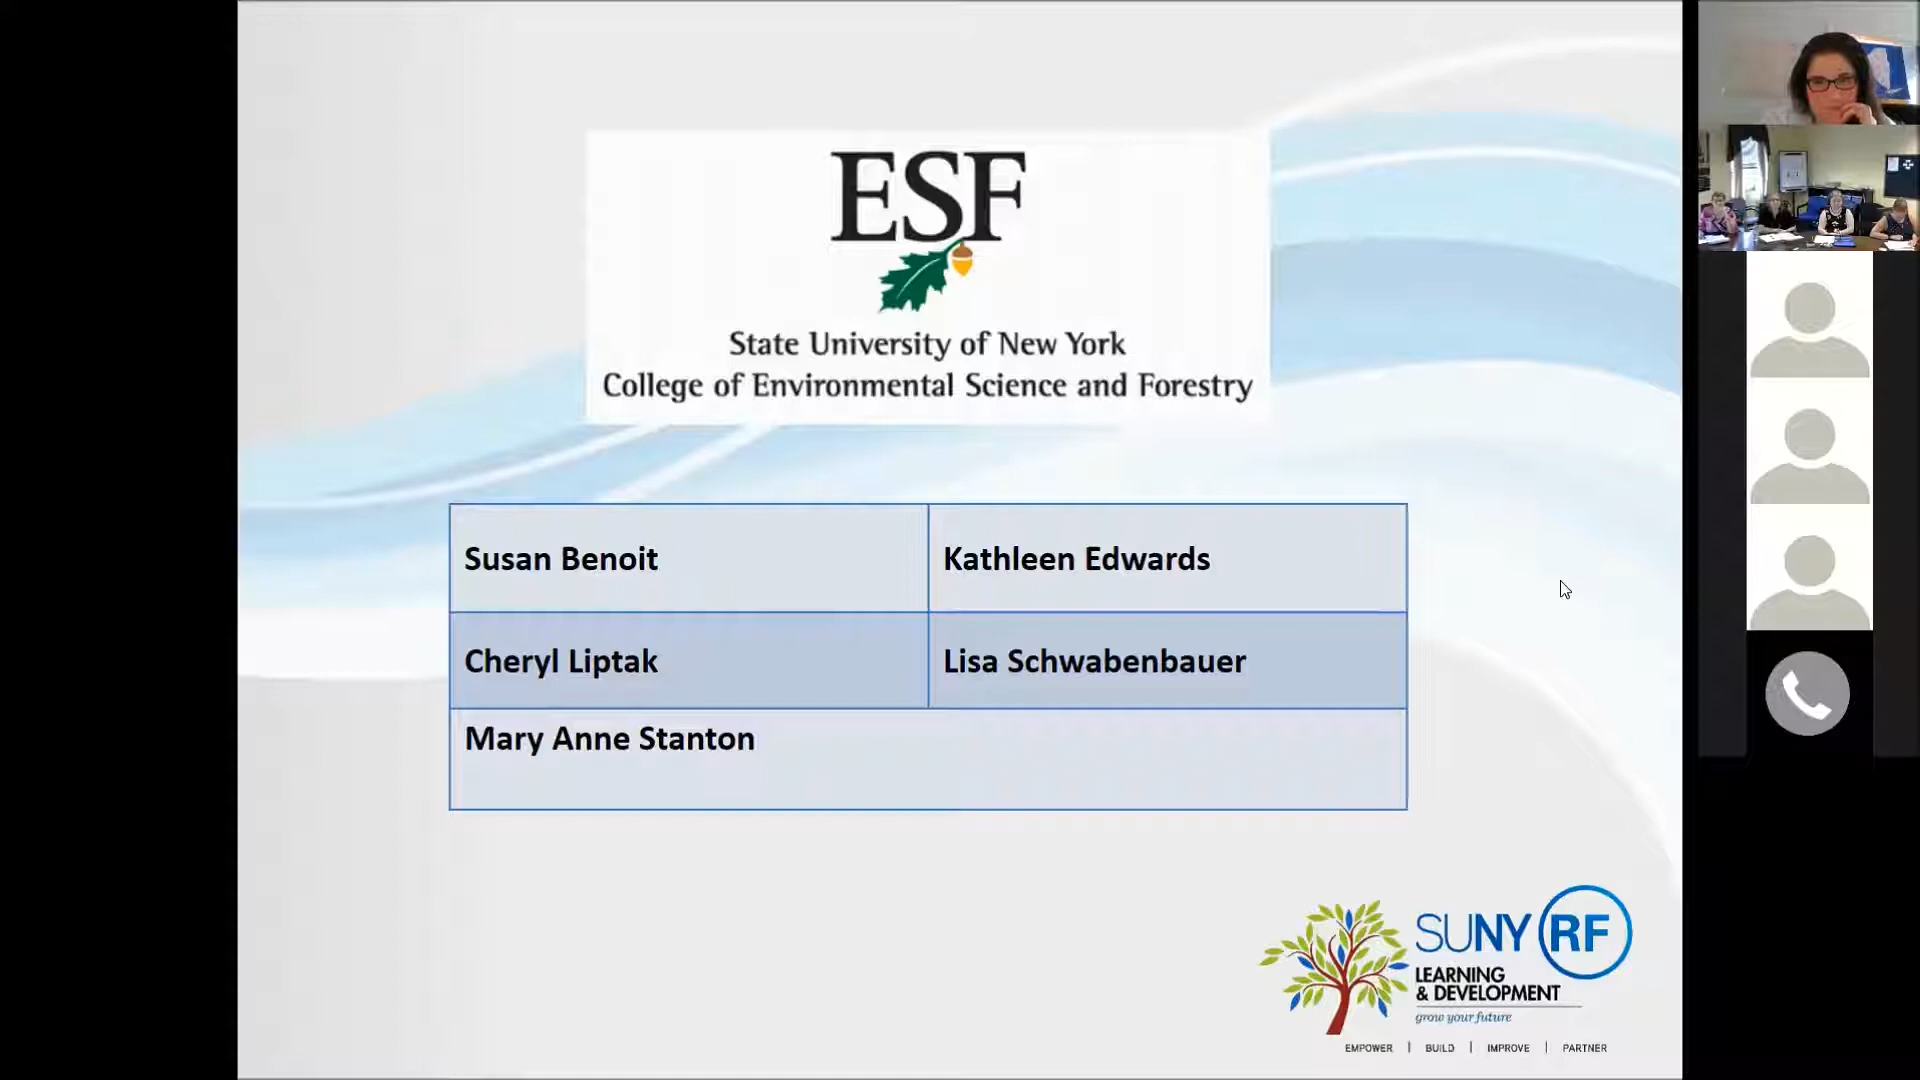 ESF
State University of New York
College of Environmental Science and Forestry
Susan Benoit
Kathleen Edwards
Cheryl Liptak
Lisa Schwabenbauer
Mary Anne Stanton
SUNY RF
LEARNING
& DEVELOPMENT
grow your future
EMPOWER | BUILD | IMPROVE | PARTNER